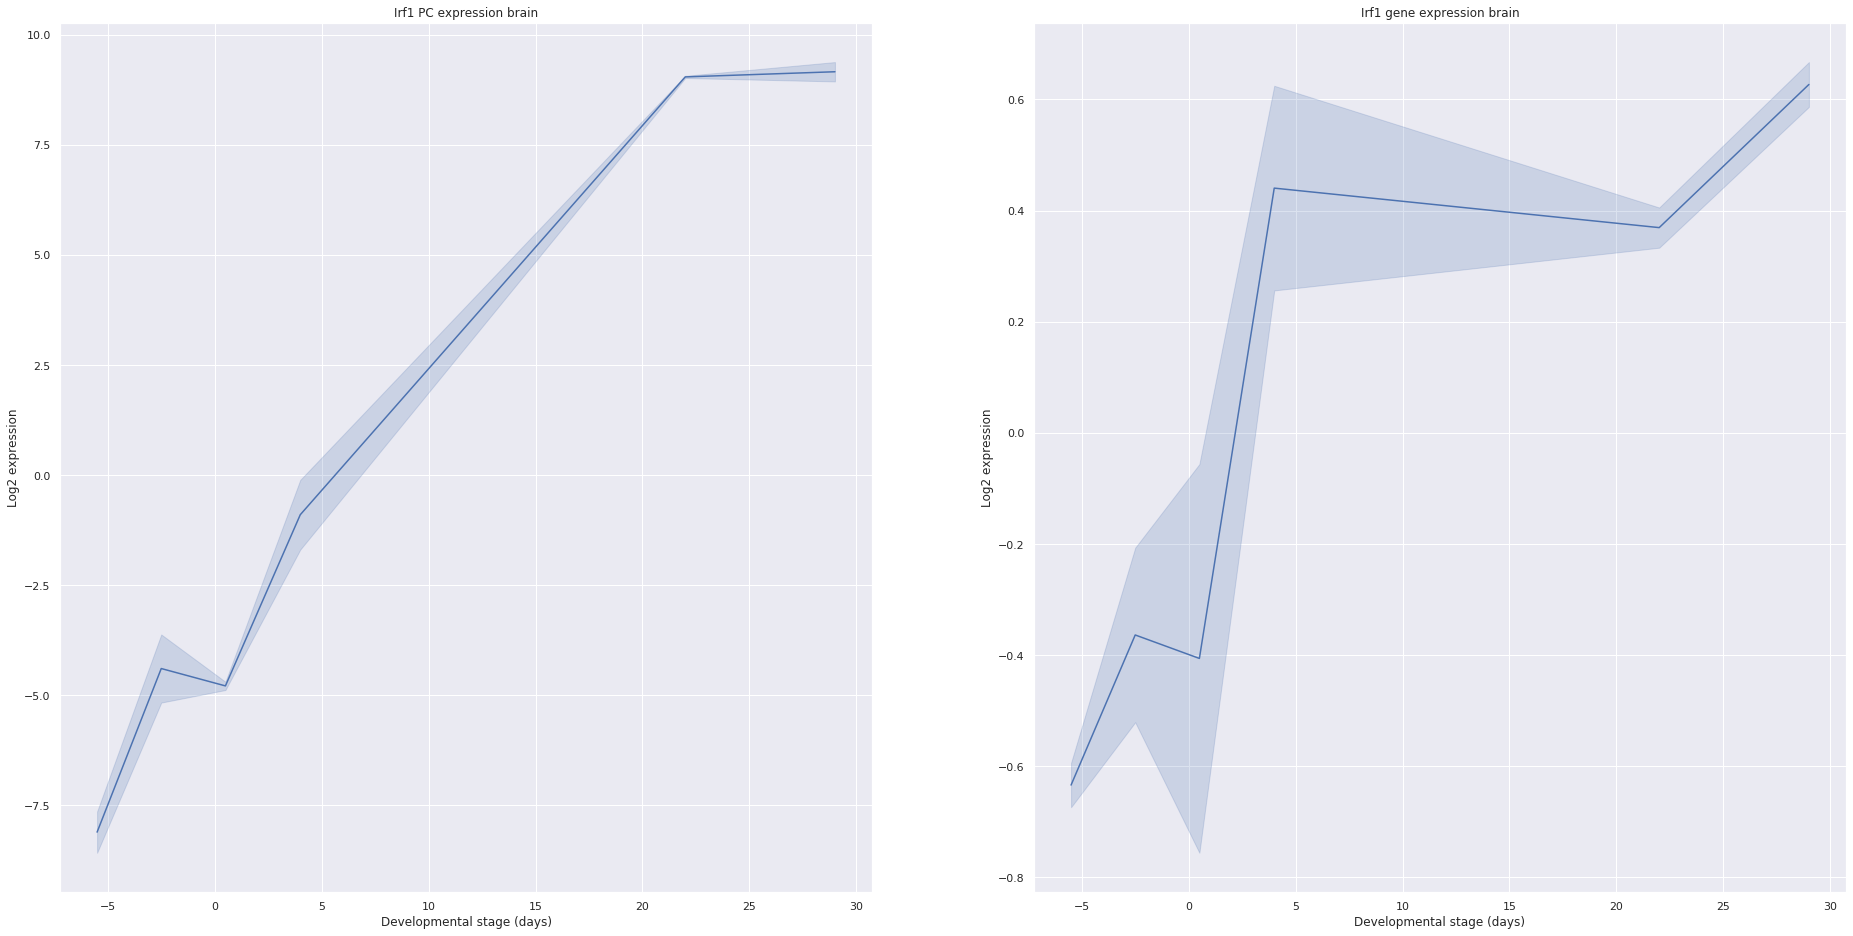 Irf1 PC expression brain
10.0
7.5
5.0
2.5
0.0
−2.5
−5.0
−7.5
Log2 expression
−5 0 5 10 15 20 25 30
Developmental stage (days)
Irf1 gene expression brain
0.6
0.4
0.2
0.0
−0.2
−0.4
−0.6
−0.8
Log2 expression
−5 0 5 10 15 20 25 30
Developmental stage (days)